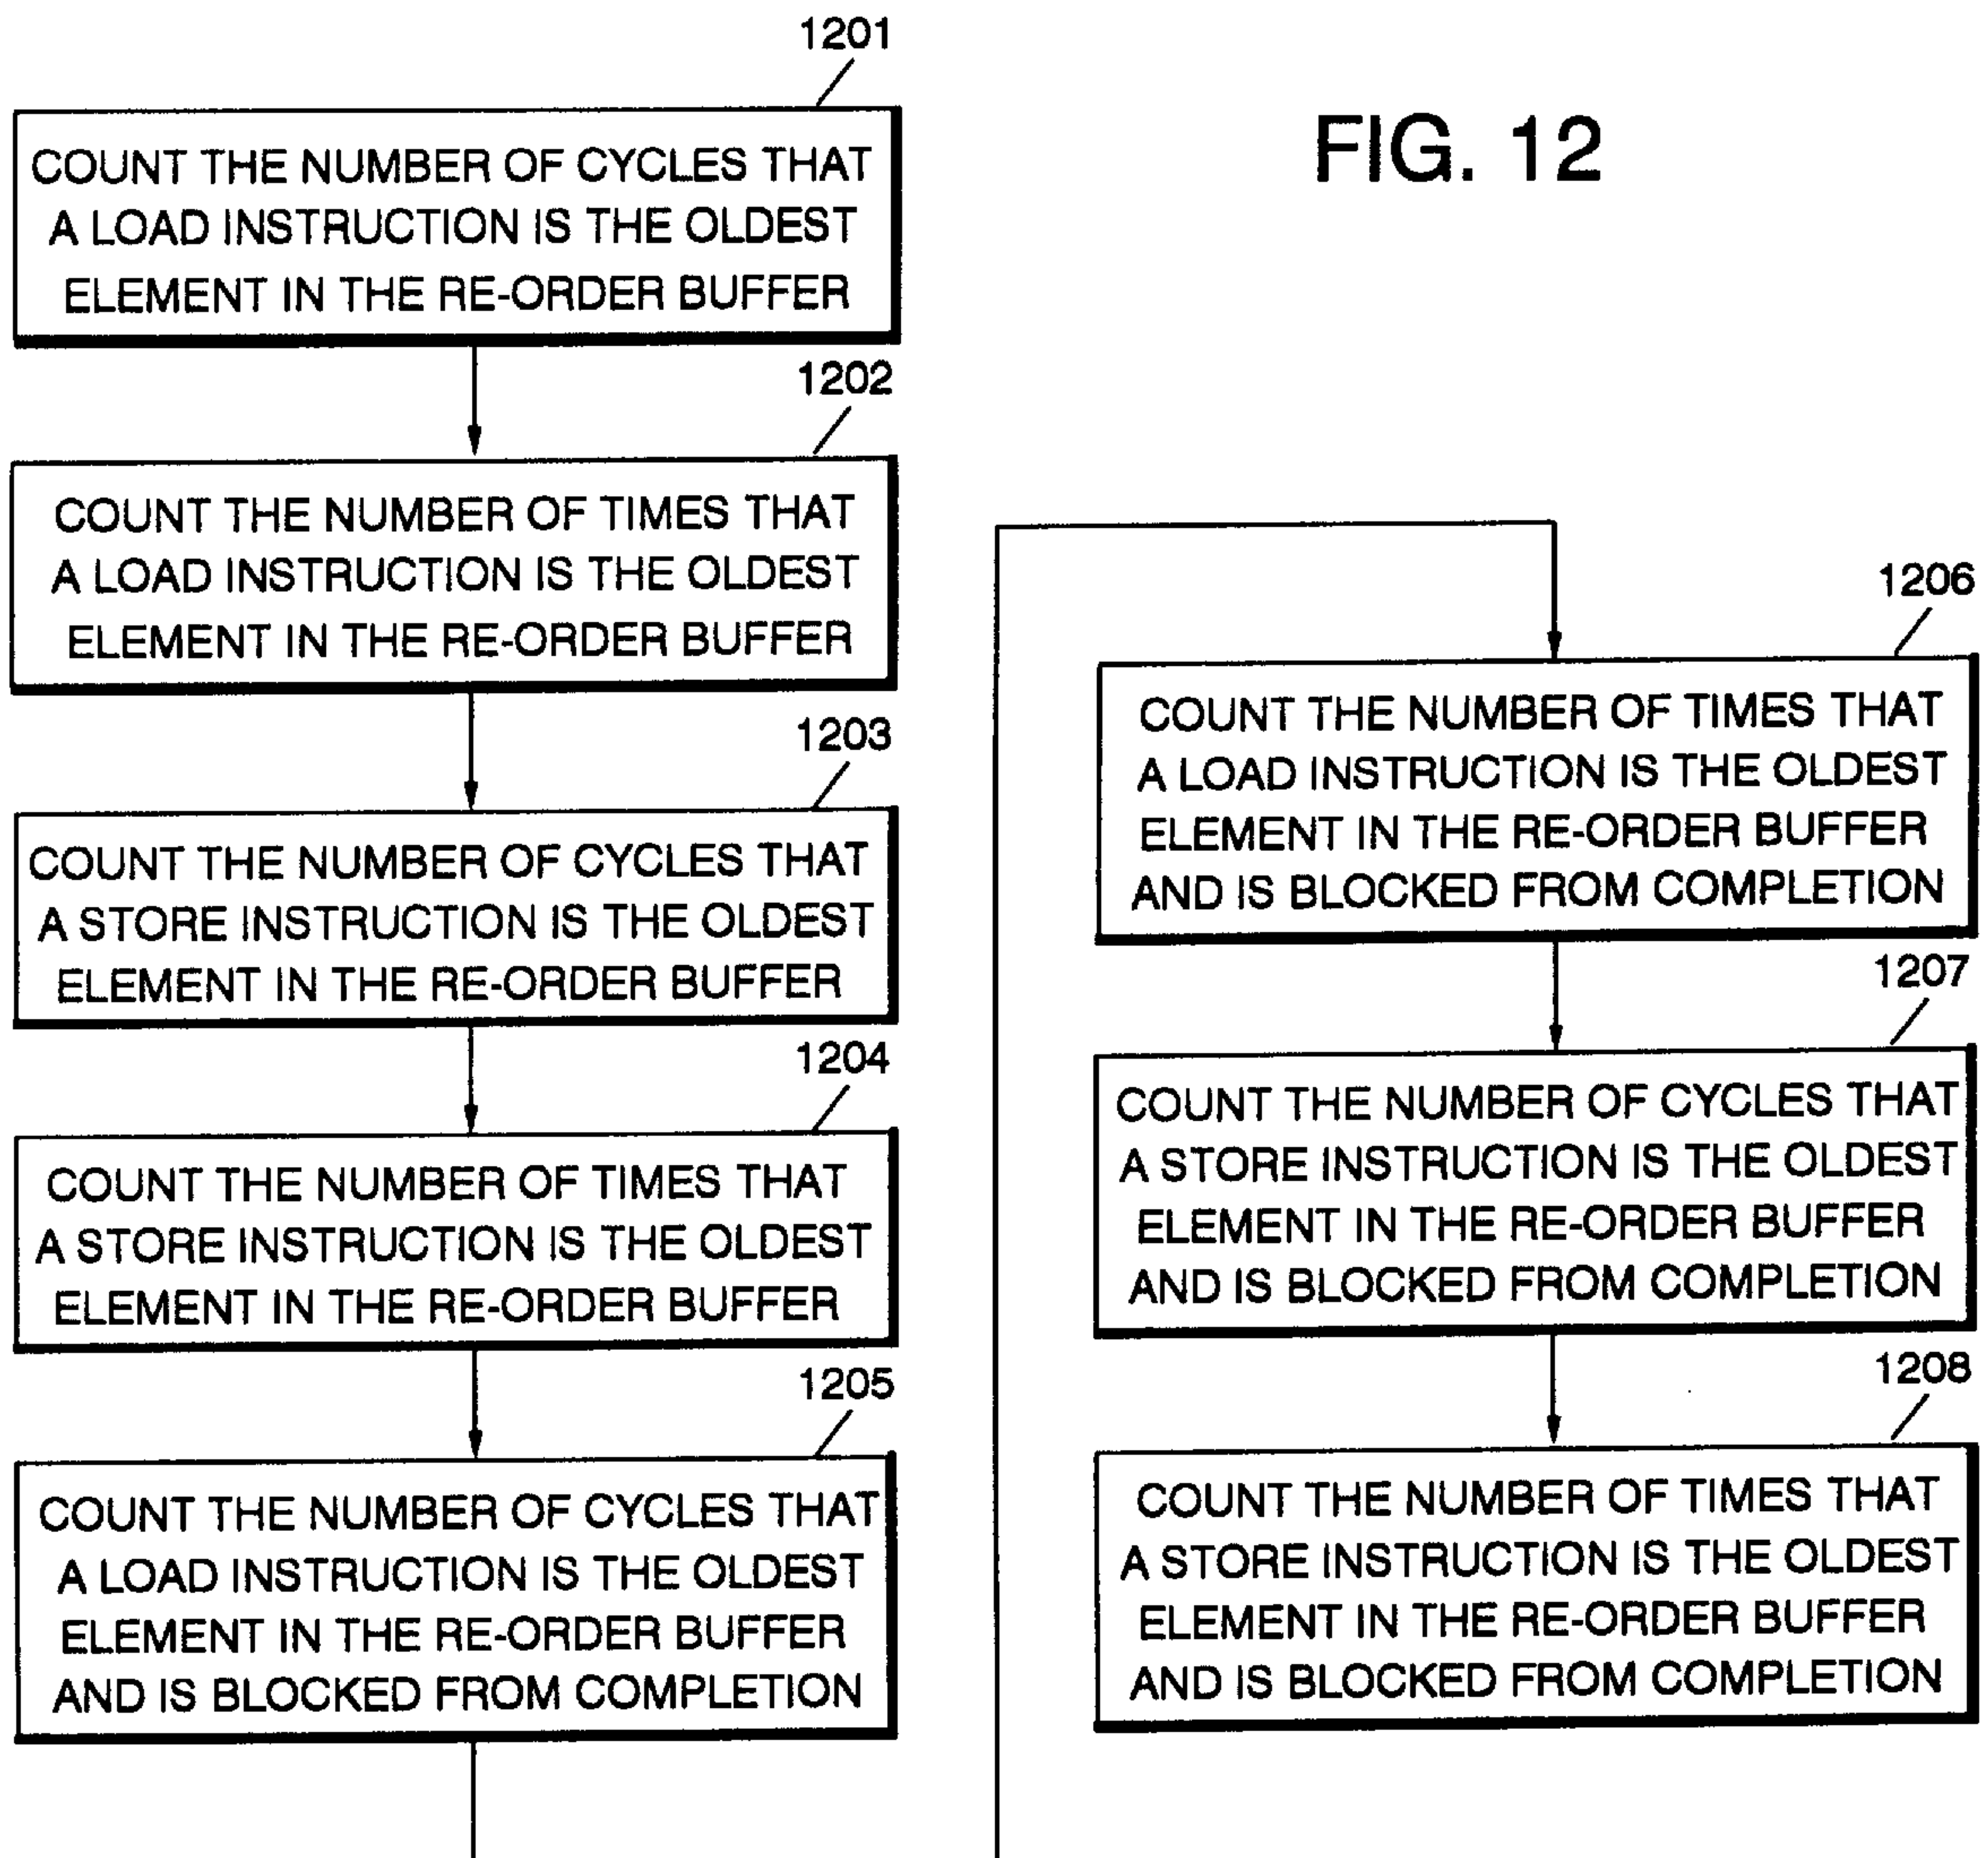 FIG. 12
1201
COUNT THE NUMBER OF CYCLES THAT
A LOAD INSTRUCTION IS THE OLDEST
ELEMENT IN THE RE-ORDER BUFFER
1202
COUNT THE NUMBER OF TIMES THAT
A LOAD INSTRUCTION IS THE OLDEST
ELEMENT IN THE RE-ORDER BUFFER
1203
COUNT THE NUMBER OF CYCLES THAT
A STORE INSTRUCTION IS THE OLDEST
ELEMENT IN THE RE-ORDER BUFFER
1204
COUNT THE NUMBER OF TIMES THAT
A STORE INSTRUCTION IS THE OLDEST
ELEMENT IN THE RE-ORDER BUFFER
1205
COUNT THE NUMBER OF CYCLES THAT
A LOAD INSTRUCTION IS THE OLDEST
ELEMENT IN THE RE-ORDER BUFFER
AND IS BLOCKED FROM COMPLETION
1206
COUNT THE NUMBER OF TIMES THAT
A LOAD INSTRUCTION IS THE OLDEST
ELEMENT IN THE RE-ORDER BUFFER
AND IS BLOCKED FROM COMPLETION
1207
COUNT THE NUMBER OF CYCLES THAT
A STORE INSTRUCTION IS THE OLDEST
ELEMENT IN THE RE-ORDER BUFFER
AND IS BLOCKED FROM COMPLETION
1208
COUNT THE NUMBER OF TIMES THAT
A STORE INSTRUCTION IS THE OLDEST
ELEMENT IN THE RE-ORDER BUFFER
AND IS BLOCKED FROM COMPLETION